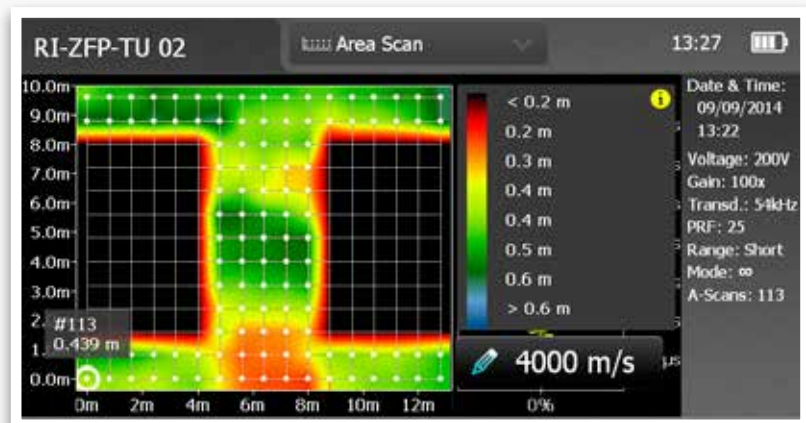 RI-ZFP-TU 02
Area Scan
13:27
10.0m
9.0m
8.0m
7.0m
6.0m
5.0m
4.0m
3.0m
2.
1.
0.0m
#113
0.439 m
0m 2m 4m 6m 8m 10m 12m
< 0.2 m
0.2 m
0.3 m
0.4 m
0.4 m
0.5 m
0.6 m
> 0.6 m
i
4000 m/s
µs
0%
Date & Time:
09/09/2014
13:22
Voltage: 200V
Gain: 100x
Transd.: 54kHz
PRF: 25
Range: Short
Mode: ∞
A-Scans: 113